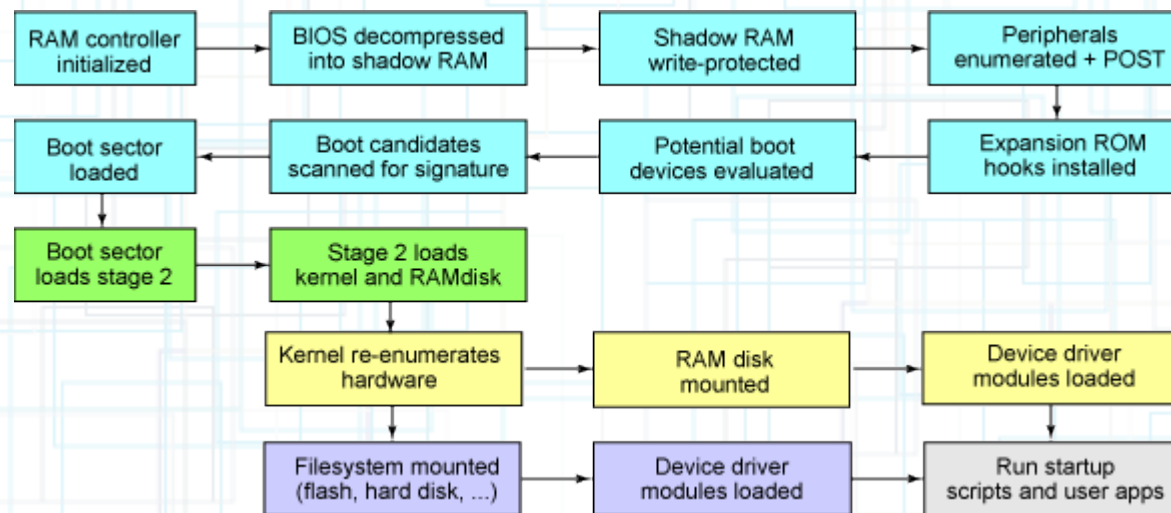 RAM controller
initialized
BIOS decompressed
into shadow RAM
Shadow RAM
write-protected
Peripherals
enumerated + POST
Boot sector
loaded
Boot candidates
scanned for signature
Potential boot
devices evaluated
Expansion ROM
hooks installed
Boot sector
loads stage 2
Stage 2 loads
kernel and RAMdisk
Kernel re-enumerates
hardware
RAM disk
mounted
Device driver
modules loaded
Filesystem mounted
(flash, hard disk, ...)
Device driver
modules loaded
Run startup
scripts and user apps